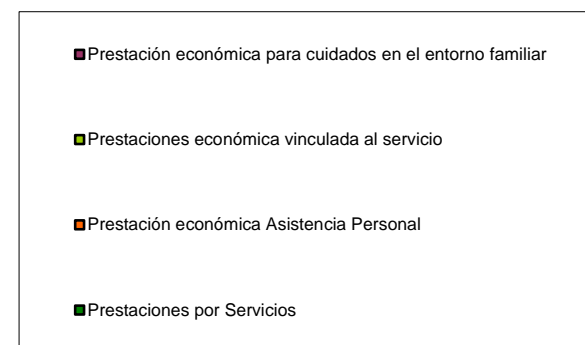 Prestación económica para cuidados en el entorno familiar
Prestaciones económica vinculada al servicio
Prestación económica Asistencia Personal
Prestaciones por Servicios